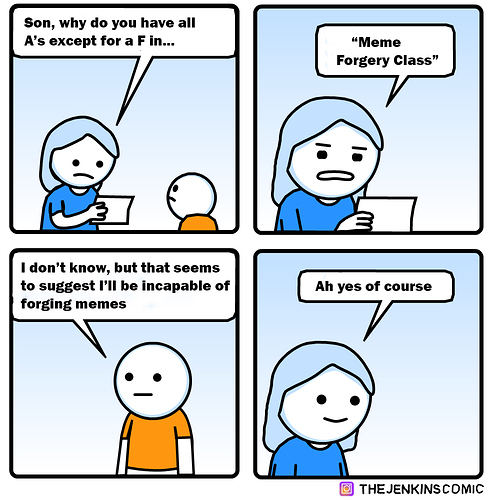 Son, why do you have all
A's except for a F in...
“Meme
Forgery Class”
I don't know, but that seems
to suggest I'll be incapable of
forging memes
Ah yes of course
THEJENKINSCOMIC